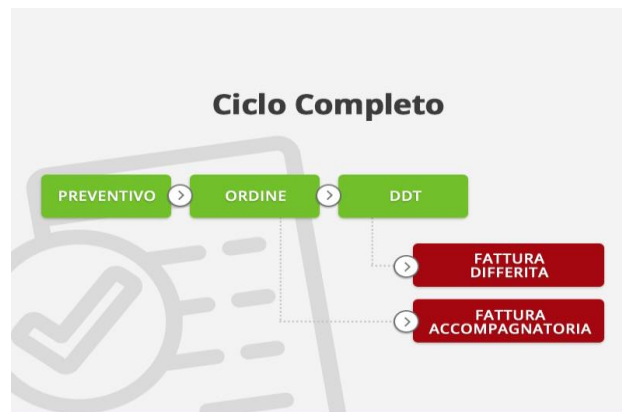 Ciclo Completo
PREVENTIVO
ORDINE
DDT
FATTURA
DIFFERITA
FATTURA
ACCOMPAGNATORIA